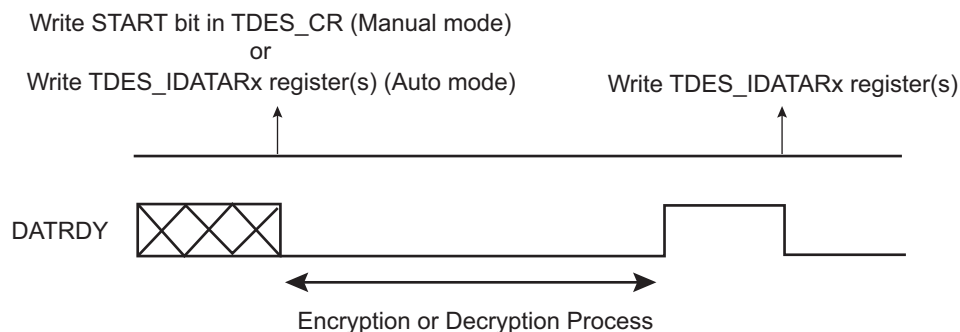 Write START bit in TDES_CR (Manual mode)
or
Write TDES_IDATARx register(s) (Auto mode)
Write TDES_IDATARx register(s)
DATRDY
Encryption or Decryption Process